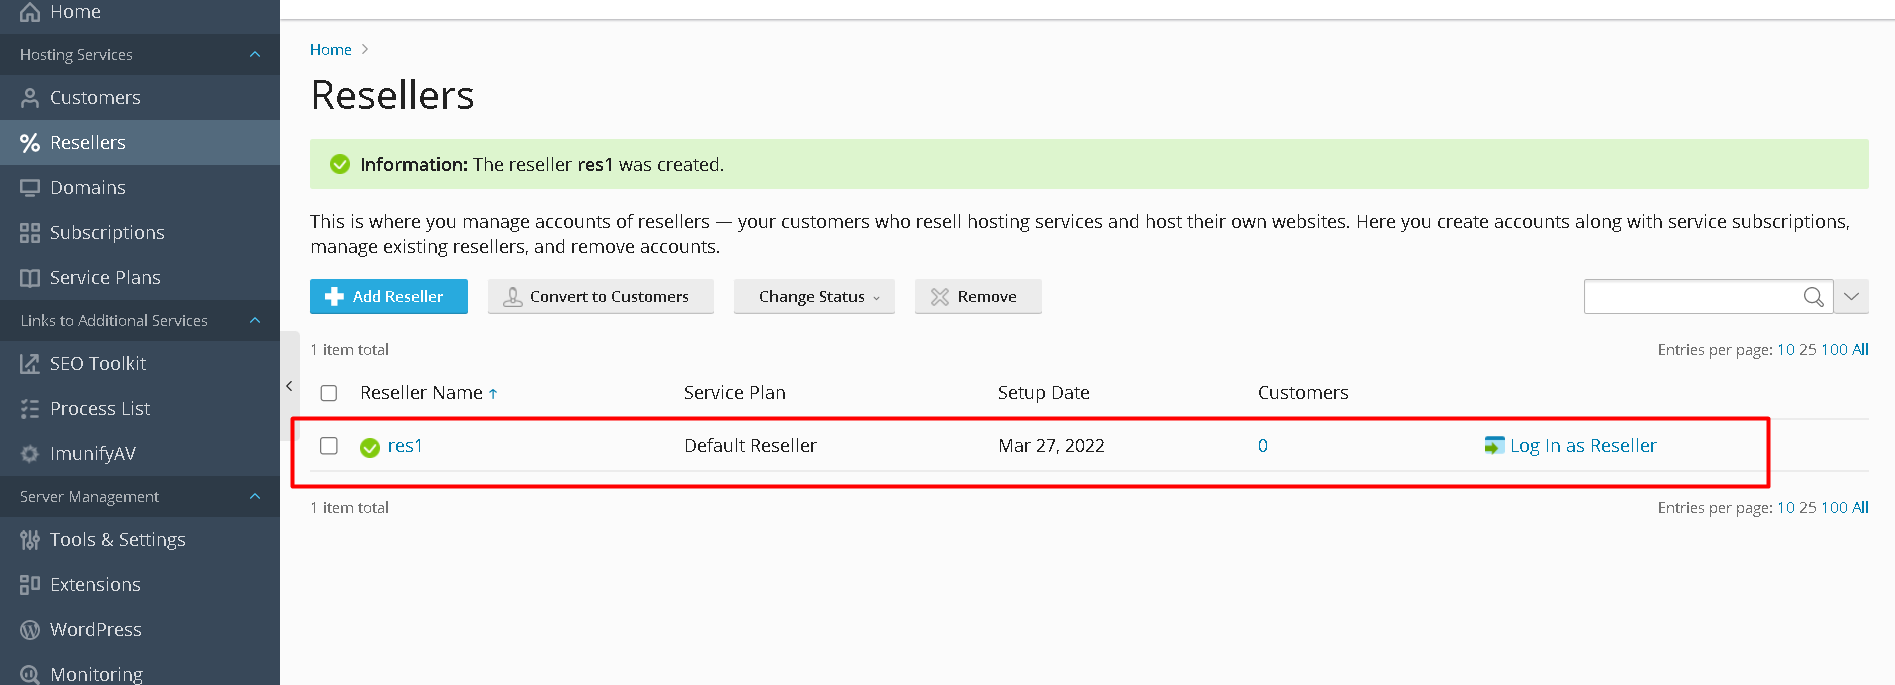 Home
Hosting Services
Customers
Resellers
Domains
Subscriptions
Service Plans
Links to Additional Services
SEO Toolkit
Process List
ImunifyAV
Server Management
Tools & Settings
Extensions
WordPress
Monitoring
Home
Resellers
Information: The reseller res1 was created.
This is where you manage accounts of resellers — your customers who resell hosting services and host their own websites. Here you create accounts along with service subscriptions,
manage existing resellers, and remove accounts.
Add Reseller Convert to Customers Change Status Remove
1 item total Entries per page: 10 25 100 All
Reseller Name ↑ Service Plan Setup Date Customers
res1 Default Reseller Mar 27, 2022 0 Log In as Reseller
1 item total Entries per page: 10 25 100 All